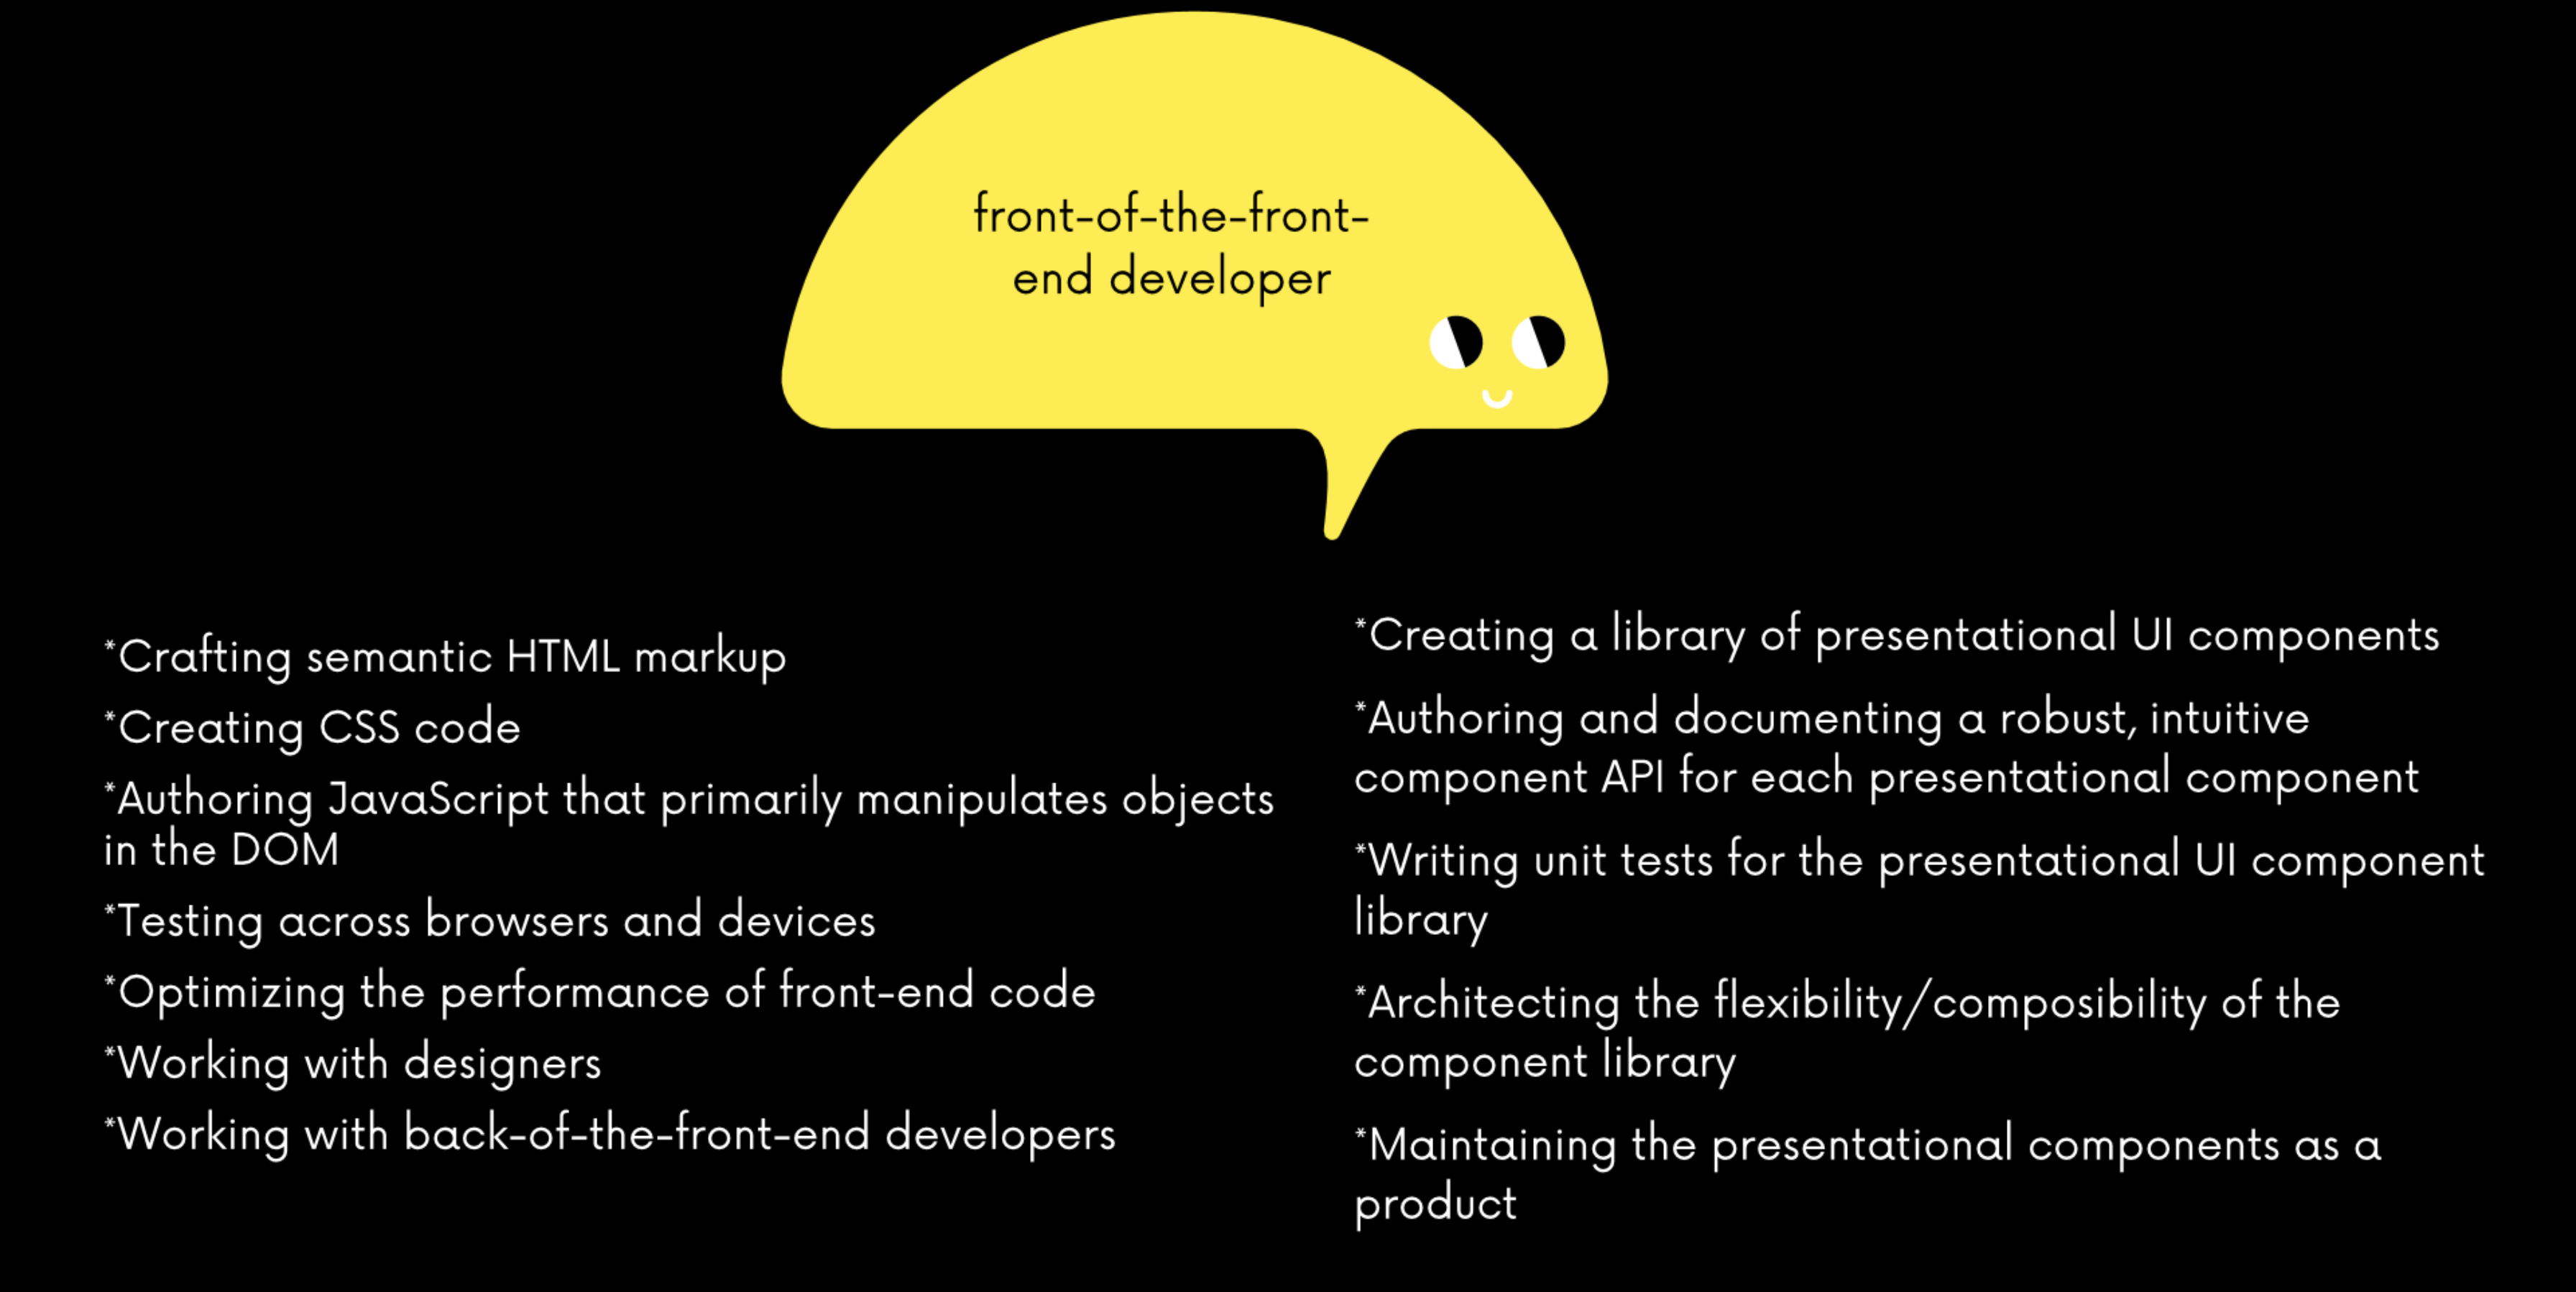 front-of-the-front-
end developer
*Crafting semantic HTML markup
*Creating CSS code
*Authoring JavaScript that primarily manipulates objects
in the DOM
*Testing across browsers and devices
*Optimizing the performance of front-end code
*Working with designers
*Working with back-of-the-front-end developers
*Creating a library of presentational UI components
*Authoring and documenting a robust, intuitive
component API for each presentational component
*Writing unit tests for the presentational UI component
library
*Architecting the flexibility/composibility of the
component library
*Maintaining the presentational components as a
product